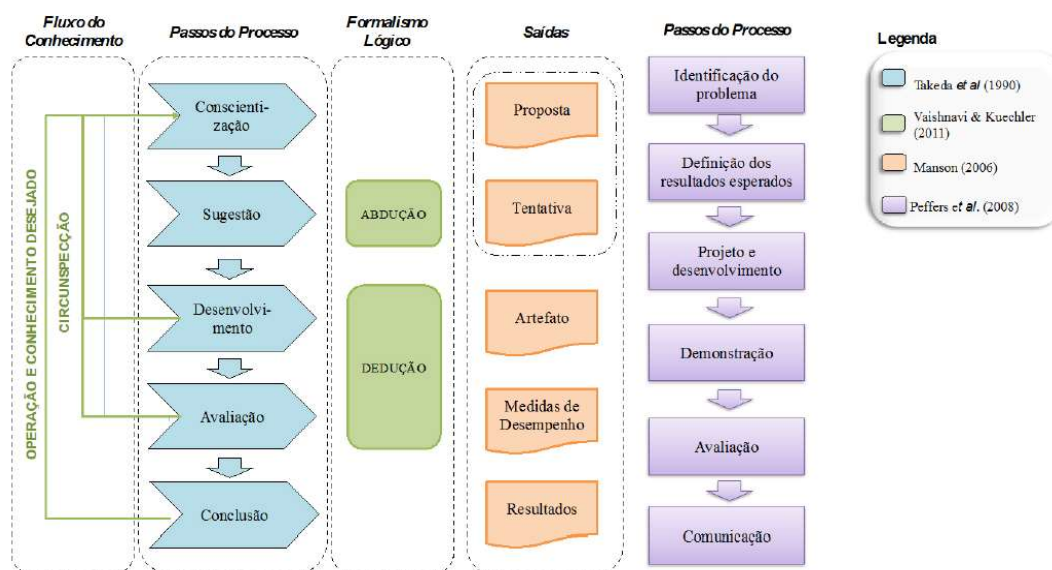 Fluxo do
Conhecimento
Passos do Processo
Formalismo
Lógico
Saídas
Passos do Processo
OPERAÇÃO E CONHECIMENTO DESEJADO
CIRCUNSPECÇÃO
Conscienti-
zação
Sugestão
Desenvolvi-
mento
Avaliação
Conclusão
ABDUÇÃO
DEDUÇÃO
Proposta
Tentativa
Artefato
Medidas de
Desempenho
Resultados
Identificação do
problema
Definição dos
resultados esperados
Projeto e
desenvolvimento
Demonstração
Avaliação
Comunicação
Legenda
Takeda et al (1990)
Vaishnavi & Kuechler
(2011)
Manson (2006)
Peffers et al. (2008)